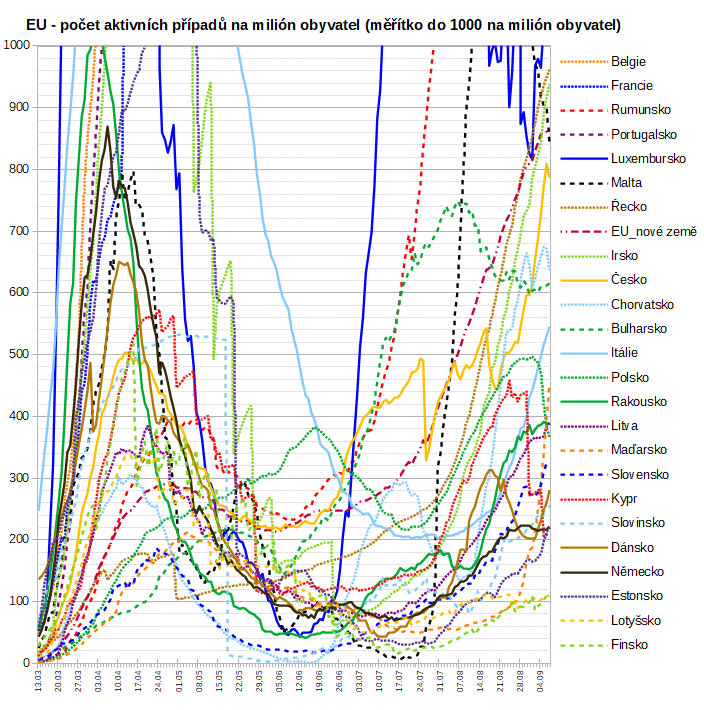 EU - počet aktivních případů na milión obyvatel (měřítko do 1000 na milión obyvatel)
1000
900
800
700
600
500
400
300
200
100
0
13.03
20.03
27.03
03.04
10.04
17.04
24.04
01.05
08.05
15.05
22.05
29.05
05.06
12.06
19.06
26.06
03.07
10.07
17.07
24.07
31.07
07.08
14.08
21.08
28.08
04.09
Belgie
Francie
Rumunsko
Portugalsko
Luxembursko
Malta
Řecko
EU_nové země
Irsko
Česko
Chorvatsko
Bulharsko
Itálie
Polsko
Rakousko
Litva
Maďarsko
Slovensko
Kypr
Slovinsko
Dánsko
Německo
Estonsko
Lotyšsko
Finsko